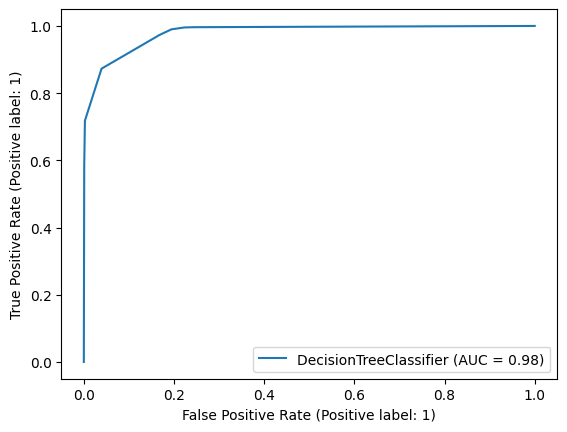 1.0
0.8
0.6
0.4
0.2
0.0
True Positive Rate (Positive label: 1)
DecisionTreeClassifier (AUC = 0.98)
0.0 0.2 0.4 0.6 0.8 1.0
False Positive Rate (Positive label: 1)